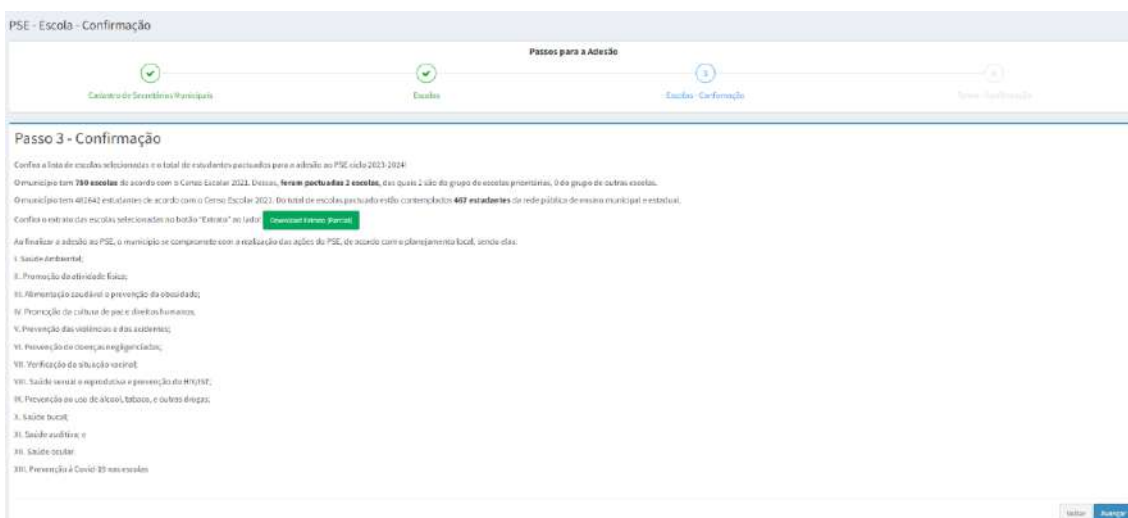 PSE - Escola - Confirmação
Passos para a Adesão
Cadastro de Secretários Municipais
Escolas
3
Escolas - Confirmação
Passo 3 - Confirmação
Confira a lista de escolas selecionadas e o total de estudantes pactuados para a adesão ao PSE ciclo 2023-2024!
O município tem 780 escolas de acordo com o Censo Escolar 2021. Dessas, foram pactuadas 2 escolas, das quais 2 são do grupo de escolas prioritárias, 0 do grupo de outras escolas.
O município tem 482642 estudantes de acordo com o Censo Escolar 2021. Do total de escolas pactuado estão contemplados 467 estudantes da rede pública de ensino municipal e estadual.
Confira o extrato das escolas selecionadas no botão "Extrato" ao lado: Download Extrato (Parcial)
Ao finalizar a adesão ao PSE, o município se compromete com a realização das ações do PSE, de acordo com o planejamento local, sendo elas:
I. Saúde Ambiental;
II. Promoção da atividade física;
III. Alimentação saudável e prevenção da obesidade;
IV. Promoção da cultura de paz e direitos humanos;
V. Prevenção das violências e dos acidentes;
VI. Prevenção de doenças negligenciadas;
VII. Verificação da situação vacinal;
VIII. Saúde sexual e reprodutiva e prevenção do HIV/IST;
IX. Prevenção ao uso de álcool, tabaco, e outras drogas;
X. Saúde bucal;
XI. Saúde auditiva; e
XII. Saúde ocular
XIII. Prevenção à Covid-19 nas escolas
Voltar Avançar